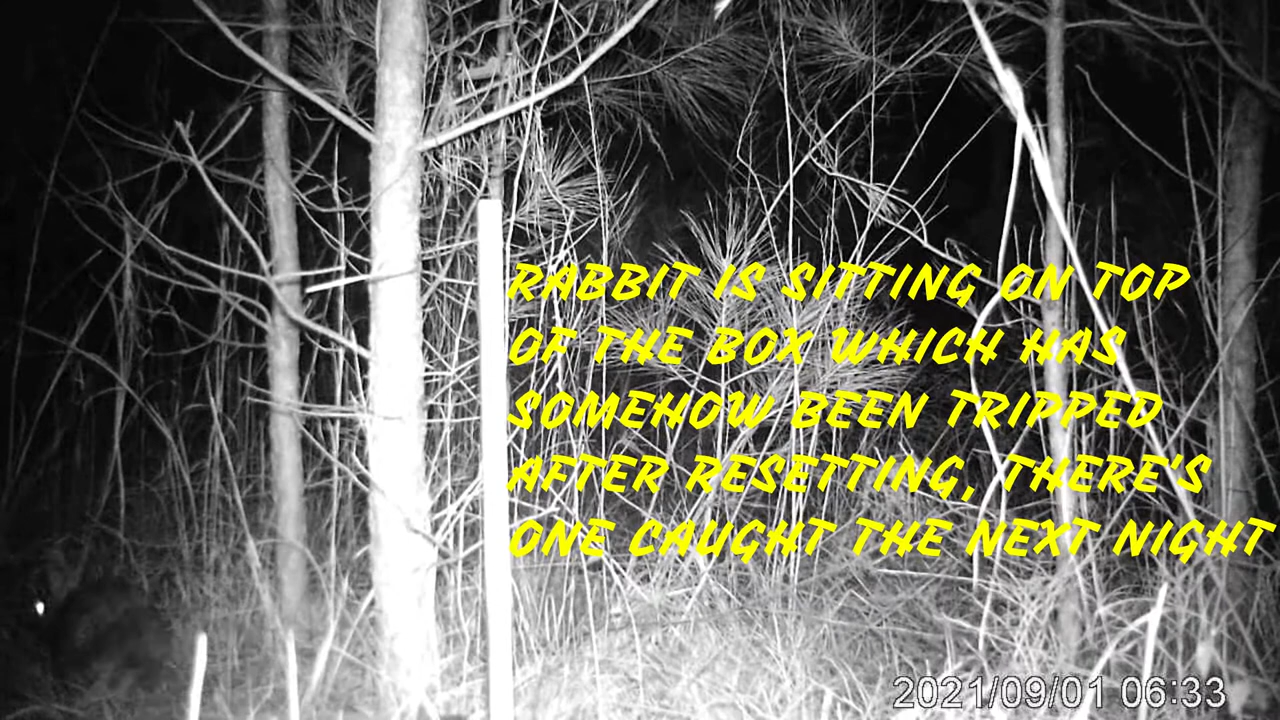 RABBIT IS SITTING ON TOP
OF THE BOX WHICH HAS
SOMEHOW BEEN TRIPPED
AFTER RESETTING, THERE'S
ONE CAUGHT THE NEXT NIGHT
2021/09/01 06:33